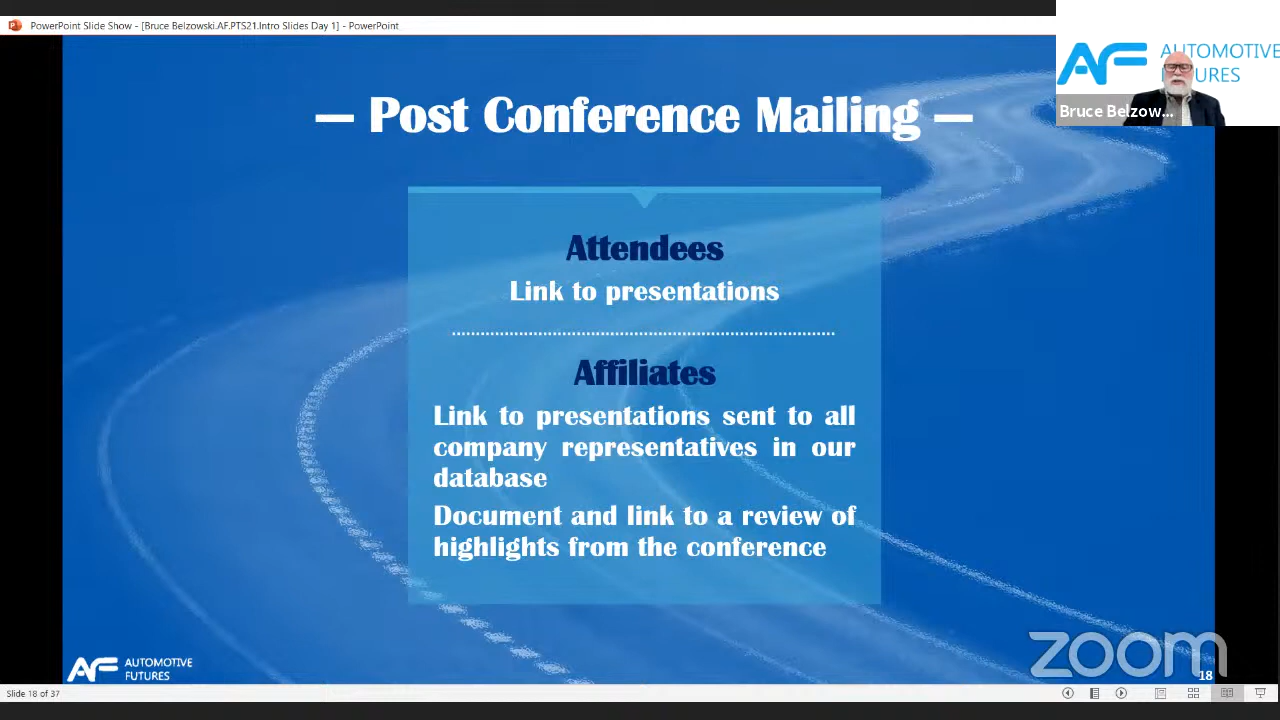 PowerPoint Slide Show - [Bruce Belzowski.AF.PTS21.Intro Slides Day 1] - PowerPoint
AF AUTOMOTIVE
FUTURES
Bruce Belzow...
— Post Conference Mailing —
Attendees
Link to presentations
Affiliates
Link to presentations sent to all
company representatives in our
database
Document and link to a review of
highlights from the conference
AF AUTOMOTIVE
FUTURES
zoom
18
Slide 18 of 37